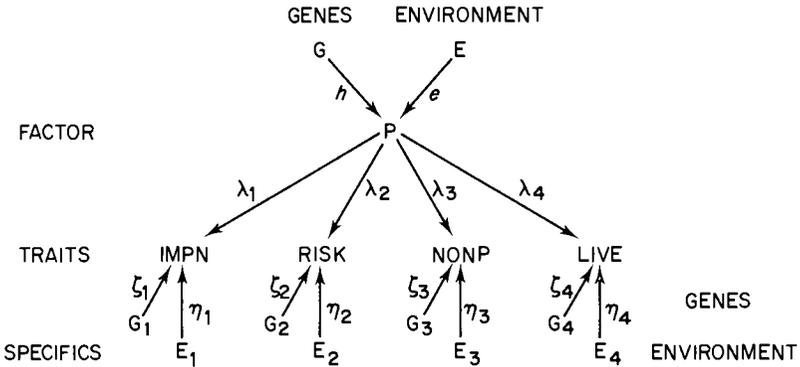 GENES ENVIRONMENT
G E
h e
FACTOR P
λ1 λ2 λ3 λ4
TRAITS IMPN RISK NONP LIVE
ζ1 η1 ζ2 η2 ζ3 η3 ζ4 η4 GENES
G1 G2 G3 G4
SPECIFICS E1 E2 E3 E4 ENVIRONMENT